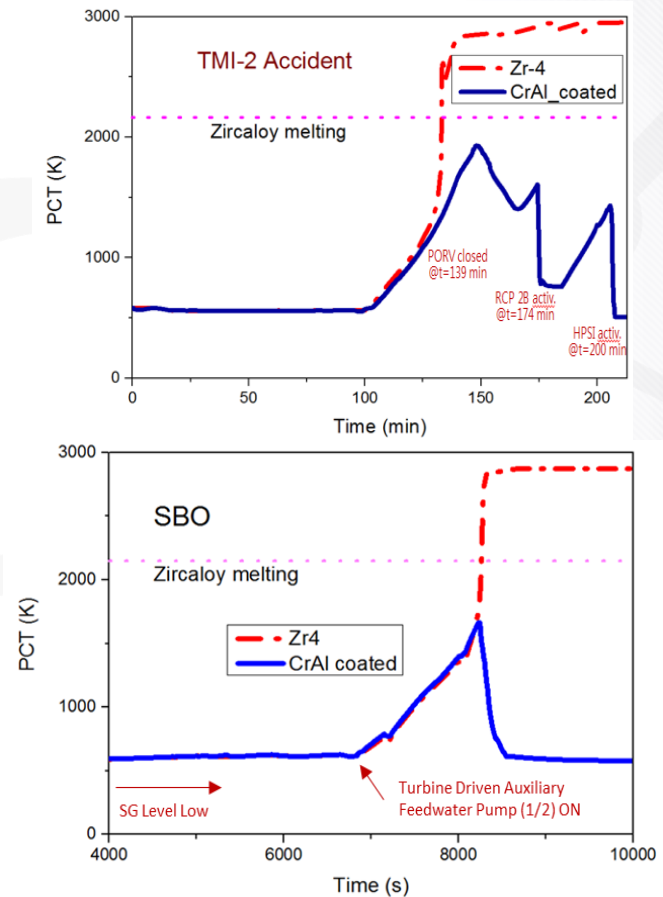 3000
TMI-2 Accident
Zr-4
CrAl_coated
2000
Zircaloy melting
PCT (K)
1000
PORV closed
@t=139 min
RCP 2B activ.
@t=174 min
HPSI activ.
@t=200 min
0
0 50 100 150 200
Time (min)
3000
SBO
Zircaloy melting
2000
Zr4
CrAl coated
PCT (K)
1000
SG Level Low
Turbine Driven Auxiliary
Feedwater Pump (1/2) ON
0
4000 6000 8000 10000
Time (s)